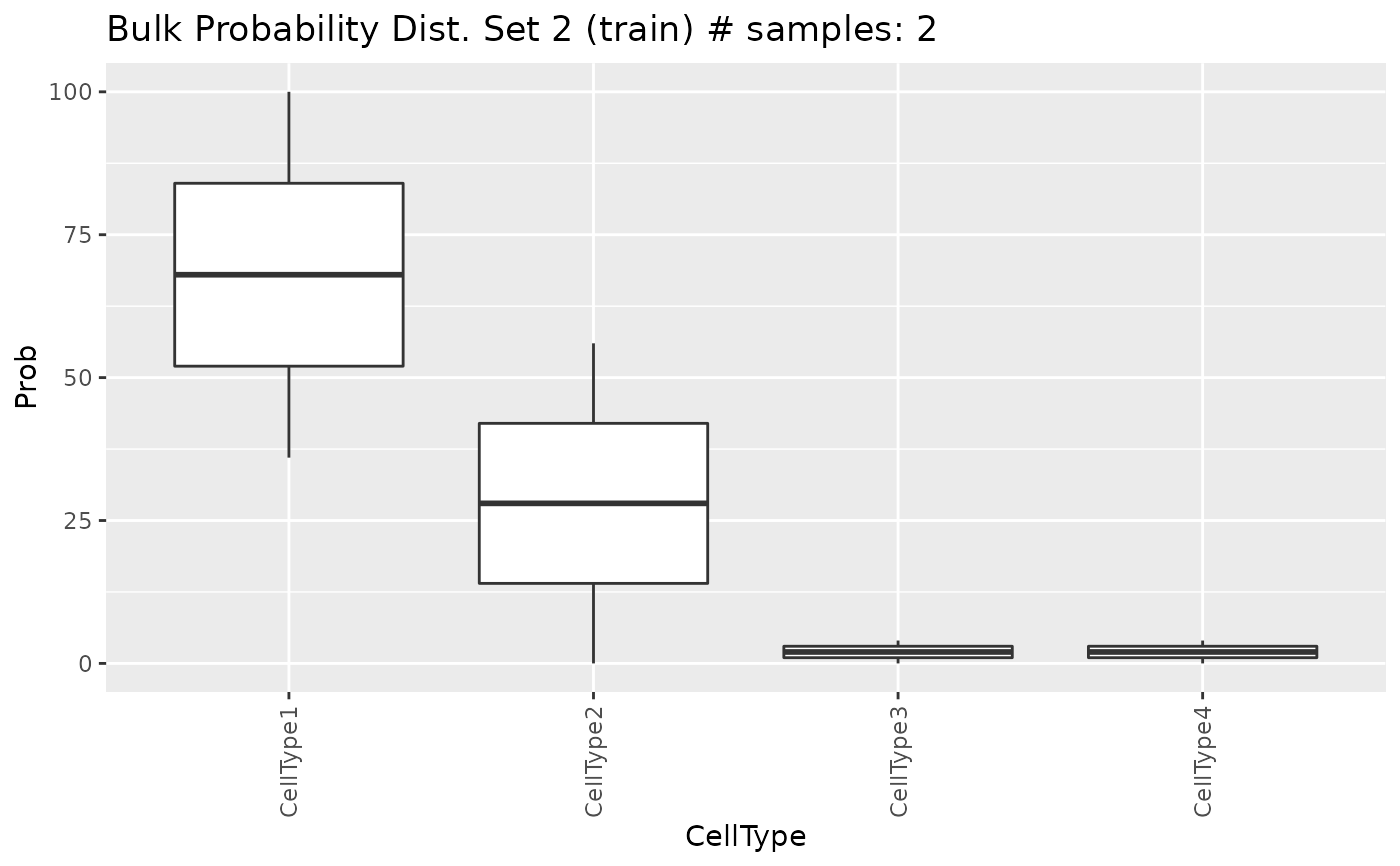 Bulk Probability Dist. Set 2 (train) # samples: 2
100
75
50
25
0
Prob
CellType1
CellType2
CellType3
CellType4
CellType